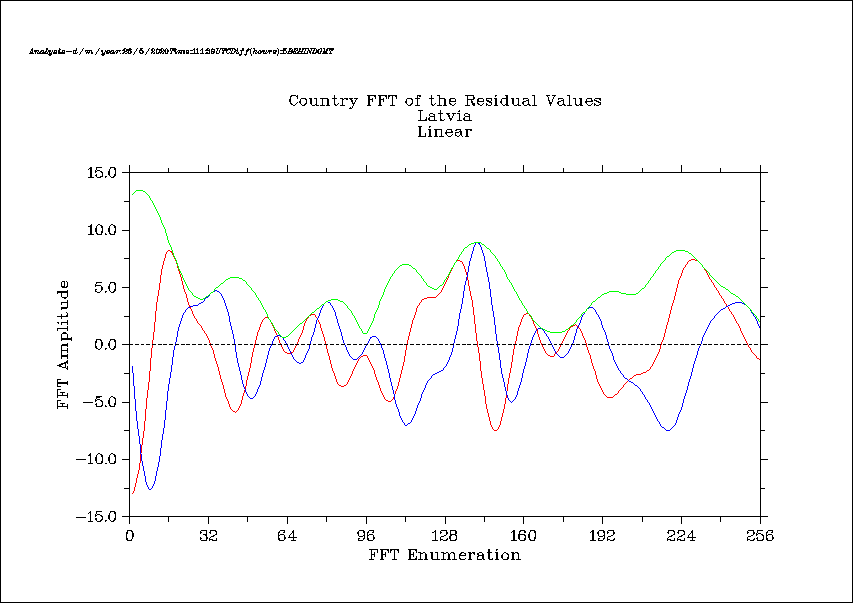 Country FFT of the Residual Values
Latvia
Linear
15.0
10.0
5.0
0.0
-5.0
-10.0
-15.0
FFT Amplitude
0 32 64 96 128 160 192 224 256
FFT Enumeration